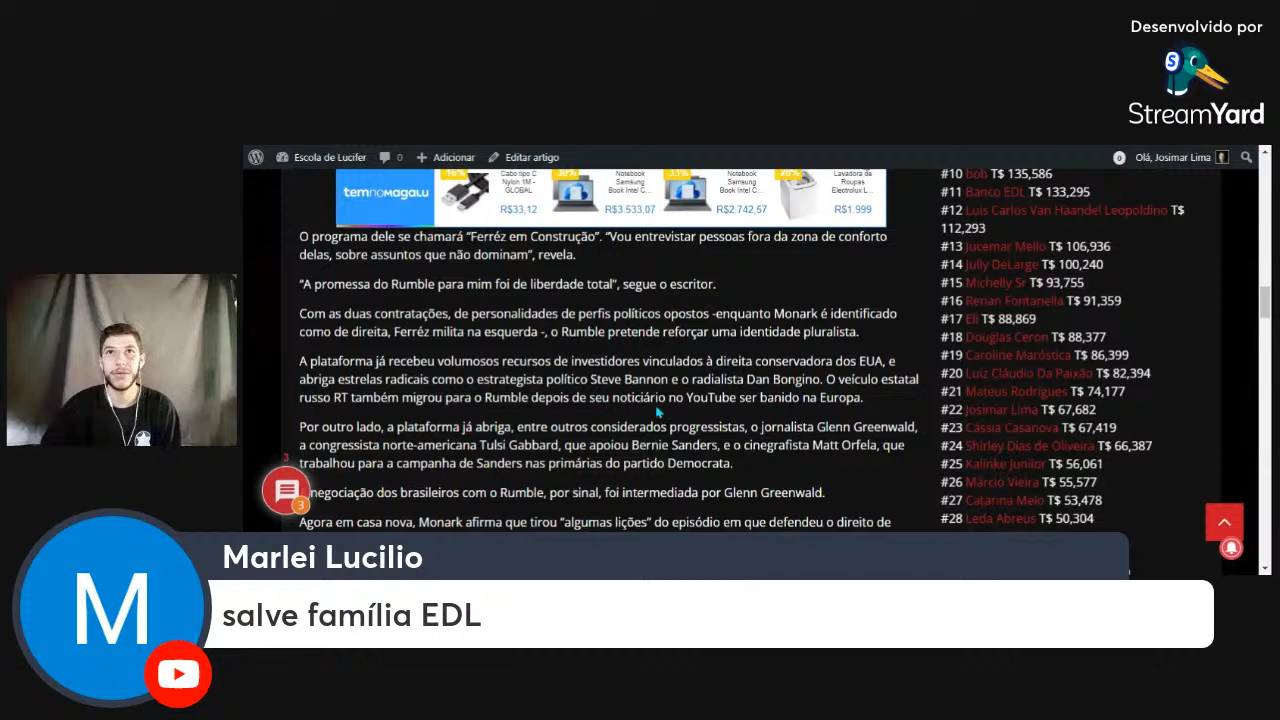 Desenvolvido por
StreamYard
Escola de Lucifer 0 Adicionar Editar artigo
0 Olá, Josimar Lima
temnomagalu
-16%
Cabo tipo C
Nylon 1M -
GLOBAL
R$33,12
Notebook
Samsung
Book Intel C...
R$3.533,07
Notebook
Samsung
Book Intel C...
R$2.742,57
Lavadora de
Roupas
Electrolux L...
R$1.999
O programa dele se chamará “Ferréz em Construção”. “Vou entrevistar pessoas fora da zona de conforto
delas, sobre assuntos que não dominam”, revela.
“A promessa do Rumble para mim foi de liberdade total”, segue o escritor.
Com as duas contratações, de personalidades de perfis políticos opostos -enquanto Monark é identificado
como de direita, Ferréz milita na esquerda -, o Rumble pretende reforçar uma identidade pluralista.
A plataforma já recebeu volumosos recursos de investidores vinculados à direita conservadora dos EUA, e
abriga estrelas radicais como o estrategista político Steve Bannon e o radialista Dan Bongino. O veículo estatal
russo RT também migrou para o Rumble depois de seu noticiário no YouTube ser banido na Europa.
Por outro lado, a plataforma já abriga, entre outros considerados progressistas, o jornalista Glenn Greenwald,
a congressista norte-americana Tulsi Gabbard, que apoiou Bernie Sanders, e o cinegrafista Matt Orfela, que
trabalhou para a campanha de Sanders nas primárias do partido Democrata.
negociação dos brasileiros com o Rumble, por sinal, foi intermediada por Glenn Greenwald.
Agora em casa nova, Monark afirma que tirou “algumas lições” do episódio em que defendeu o direito de
#10 bob T$ 135,586
#11 Banco EDL T$ 133,295
#12 Luis Carlos Van Haandel Leopoldino T$
112,293
#13 Jucemar Mello T$ 106,936
#14 Jully DeLarge T$ 100,240
#15 Michelly Sr T$ 93,755
#16 Renan Fontanella T$ 91,359
#17 Eli T$ 88,869
#18 Douglas Ceron T$ 88,377
#19 Caroline Maróstica T$ 86,399
#20 Luiz Cláudio Da Paixão T$ 82,394
#21 Mateus Rodrigues T$ 74,177
#22 Josimar Lima T$ 67,682
#23 Cássia Casanova T$ 67,419
#24 Shirley Dias de Oliveira T$ 66,387
#25 Kalinke Juniior T$ 56,061
#26 Márcio Vieira T$ 55,577
#27 Catarina Melo T$ 53,478
#28 Leda Abreus T$ 50,304
3
3
M
Marlei Lucilio
salve família EDL